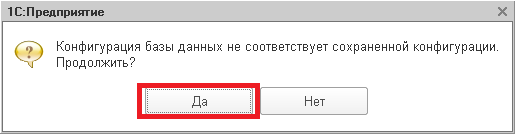 1С:Предприятие
Конфигурация базы данных не соответствует сохраненной конфигурации.
Продолжить?
Да
Нет